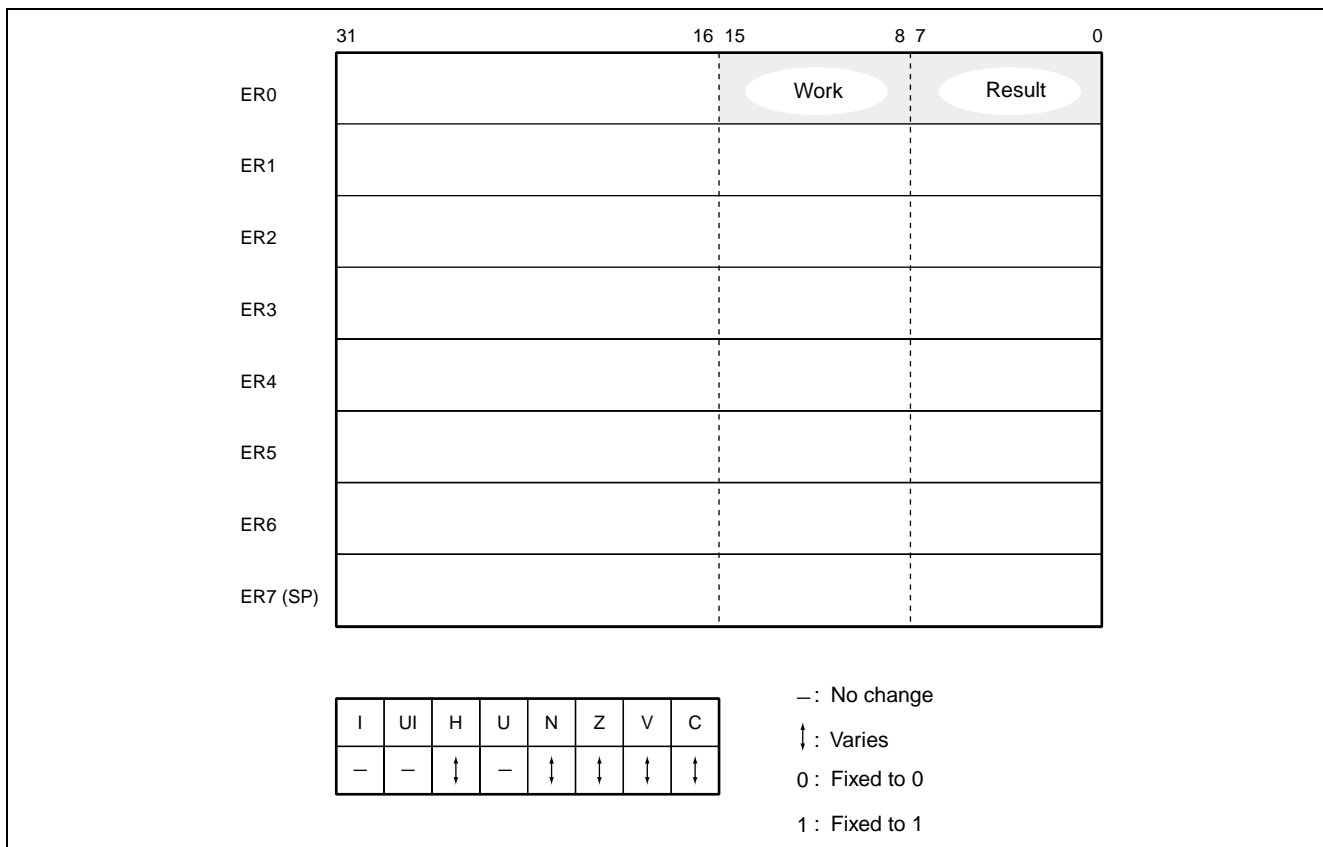 31 16 15 8 7 0
ER0 Work Result
ER1
ER2
ER3
ER4
ER5
ER6
ER7 (SP)
I UI H U N Z V C
– – ↕ – ↕ ↕ ↕ ↕
– : No change
↕ : Varies
0 : Fixed to 0
1 : Fixed to 1